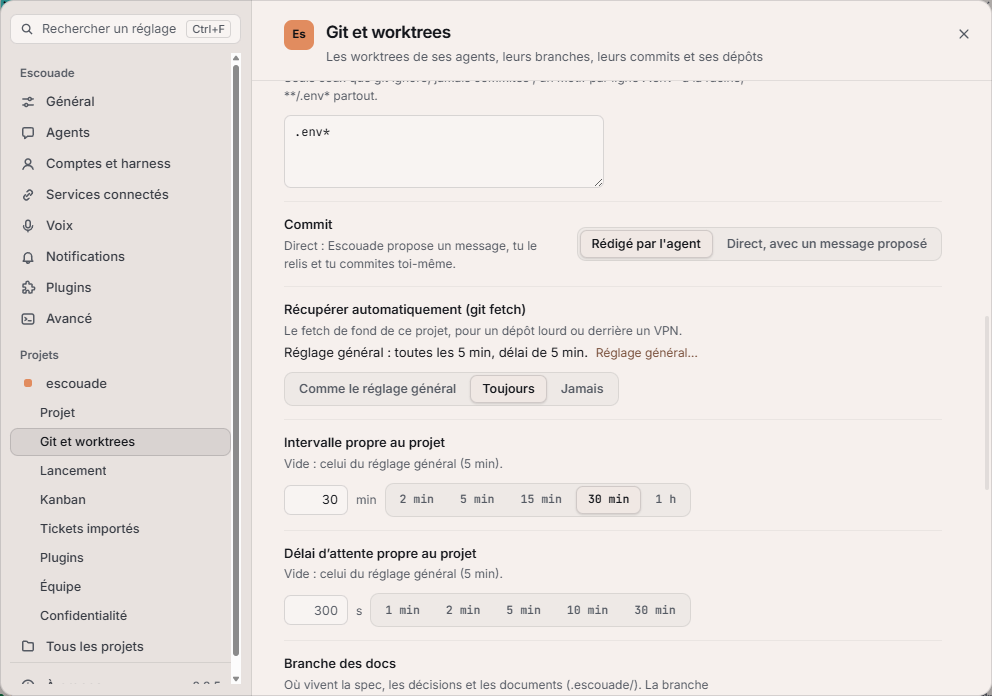 Rechercher un réglage Ctrl+F
Escouade
Général
Agents
Comptes et harness
Services connectés
Voix
Notifications
Plugins
Avancé
Projets
escouade
Projet
Git et worktrees
Lancement
Kanban
Tickets importés
Plugins
Équipe
Confidentialité
Tous les projets
Es
Git et worktrees
Les worktrees de ses agents, leurs branches, leurs commits et ses dépôts
**/.env* partout.
.env*
Commit
Direct : Escouade propose un message, tu le
relis et tu commites toi-même.
Rédigé par l'agent Direct, avec un message proposé
Récupérer automatiquement (git fetch)
Le fetch de fond de ce projet, pour un dépôt lourd ou derrière un VPN.
Réglage général : toutes les 5 min, délai de 5 min. Réglage général…
Comme le réglage général Toujours Jamais
Intervalle propre au projet
Vide : celui du réglage général (5 min).
30 min 2 min 5 min 15 min 30 min 1 h
Délai d’attente propre au projet
Vide : celui du réglage général (5 min).
300 s 1 min 2 min 5 min 10 min 30 min
Branche des docs
Où vivent la spec, les décisions et les documents (.escouade/). La branche